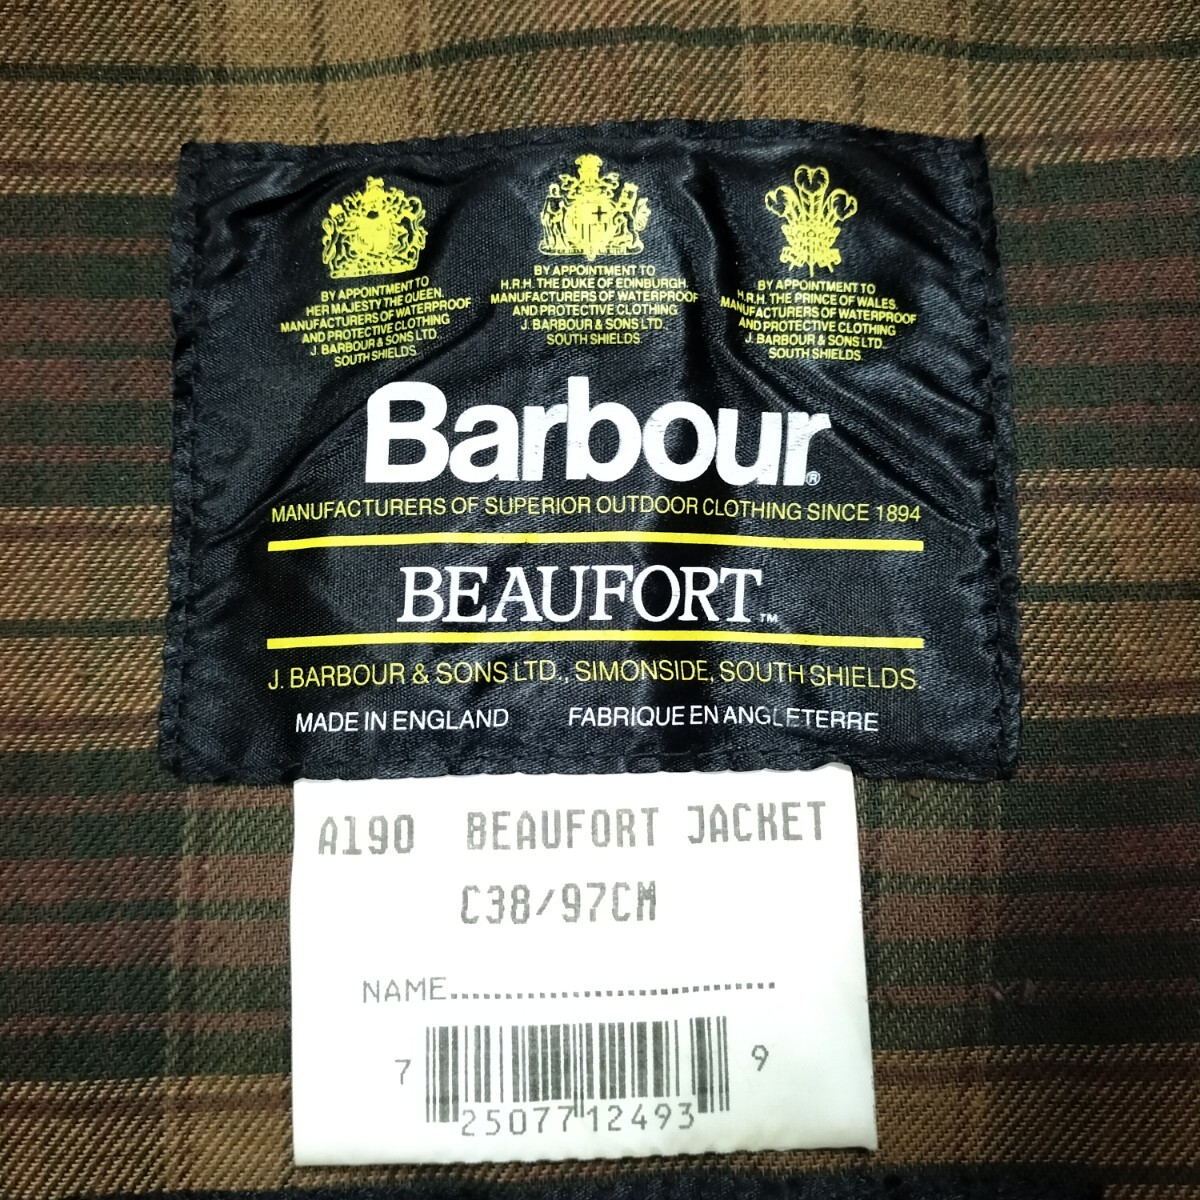 BY APPOINTMENT TO
HER MAJESTY THE QUEEN,
MANUFACTURERS OF WATERPROOF
AND PROTECTIVE CLOTHING
J. BARBOUR & SONS LTD.
SOUTH SHIELDS.
BY APPOINTMENT TO
H.R.H. THE DUKE OF EDINBURGH.
MANUFACTURERS OF WATERPROOF
AND PROTECTIVE CLOTHING
J. BARBOUR & SONS LTD.
SOUTH SHIELDS.
BY APPOINTMENT TO
H.R.H. THE PRINCE OF WALES.
MANUFACTURERS OF WATERPROOF
AND PROTECTIVE CLOTHING
J. BARBOUR & SONS LTD.
SOUTH SHIELDS.
Barbour®
MANUFACTURERS OF SUPERIOR OUTDOOR CLOTHING SINCE 1894
BEAUFORT™
J. BARBOUR & SONS LTD., SIMONSIDE, SOUTH SHIELDS.
MADE IN ENGLAND FABRIQUE EN ANGLETERRE
A190 BEAUFORT JACKET
C38/97CM
NAME..............................
7 25077 12493 9